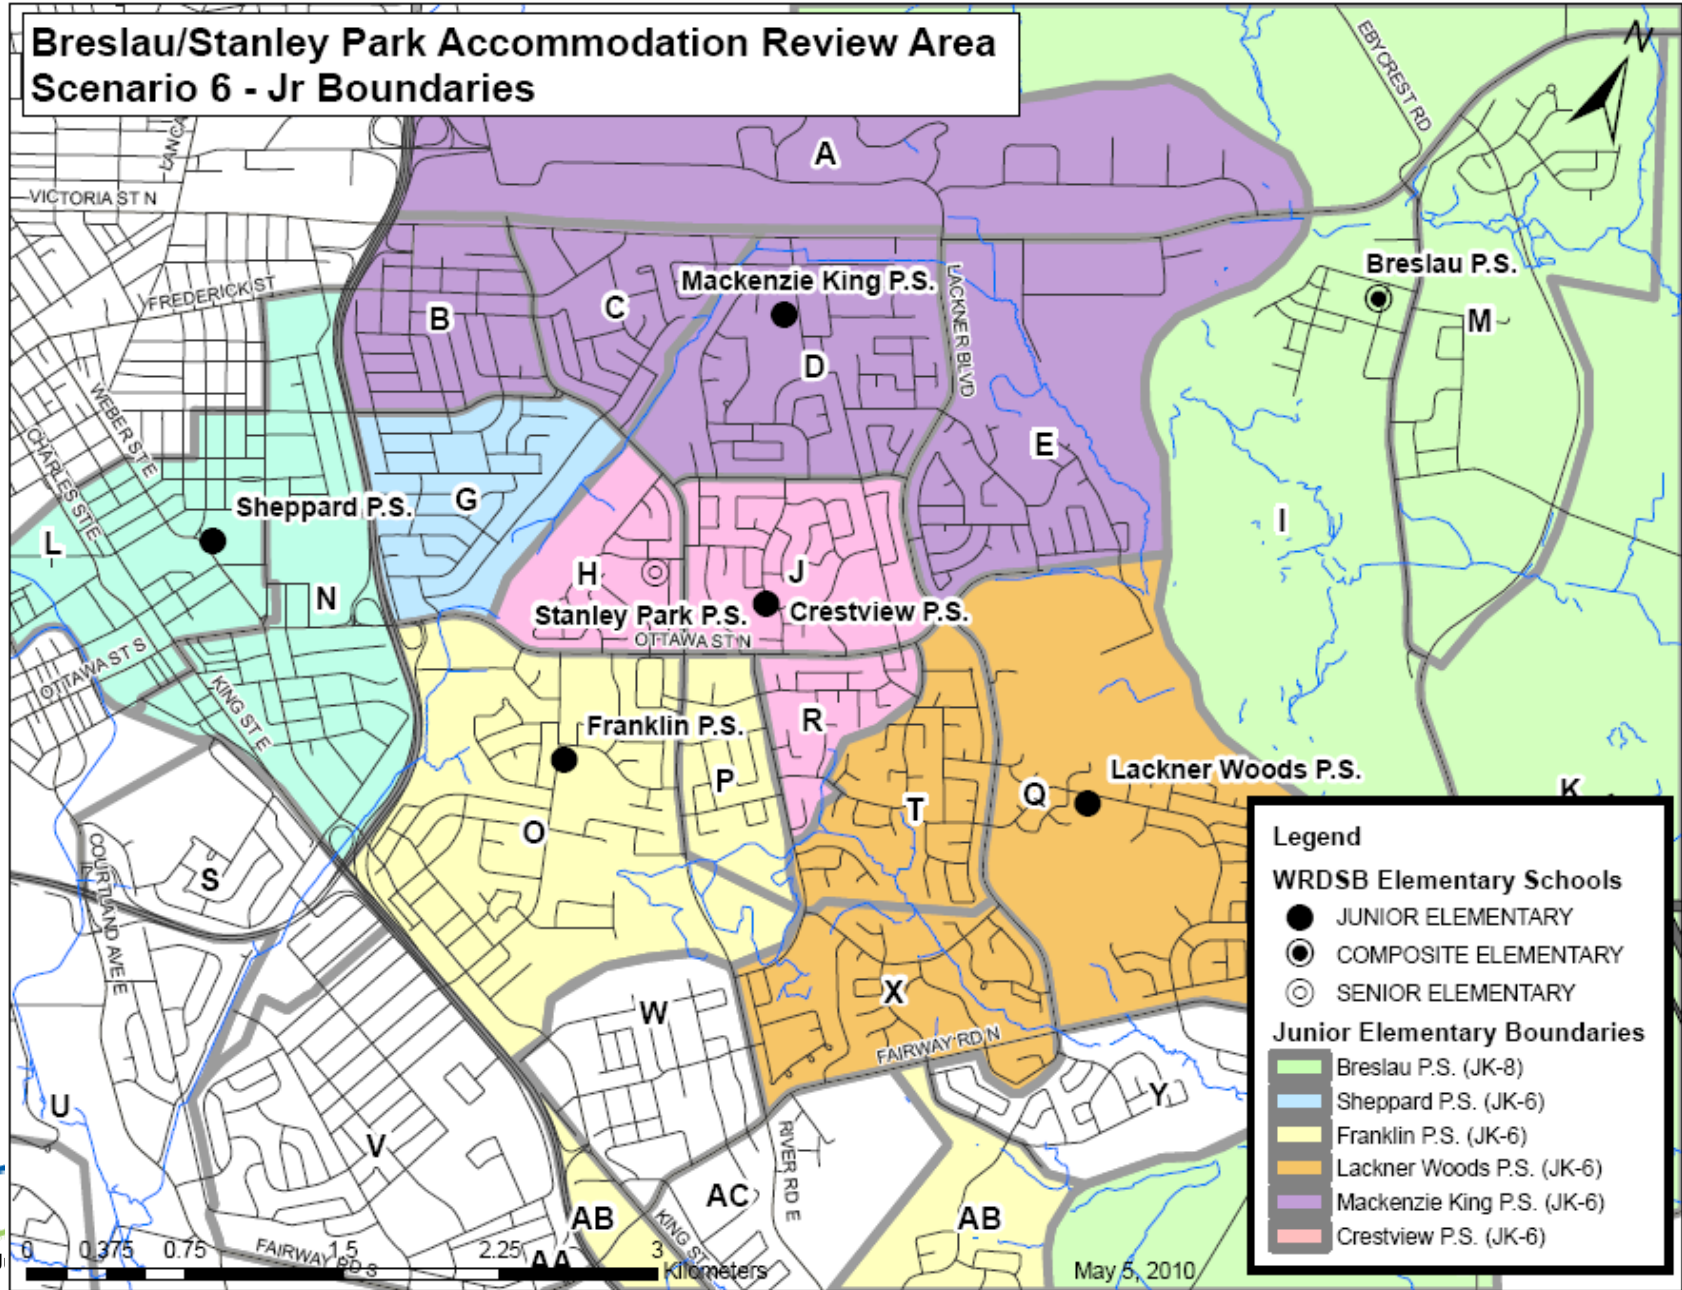 Breslau/Stanley Park Accommodation Review Area
Scenario 6 - Jr Boundaries
N
EBYCREST RD
A
VICTORIA ST N
Breslau P.S.
FREDERICK ST
Mackenzie King P.S.
LACKNER BLVD
B
C
D
M
WEBER ST E
CHARLES ST E
E
Sheppard P.S.
G
I
L
N
H
J
Stanley Park P.S.
Crestview P.S.
OTTAWA ST N
OTTAWA ST S
KING ST E
Franklin P.S.
R
P
Lackner Woods P.S.
K
O
T
Q
COURTLAND AVE E
S
W
X
FAIRWAY RD N
U
V
Y
RIVER RD E
AB
AC
AB
KING ST
FAIRWAY RD S
AA
0 0.375 0.75 1.5 2.25 3
Kilometers
May 5, 2010
Legend
WRDSB Elementary Schools
JUNIOR ELEMENTARY
COMPOSITE ELEMENTARY
SENIOR ELEMENTARY
Junior Elementary Boundaries
Breslau P.S. (JK-8)
Sheppard P.S. (JK-6)
Franklin P.S. (JK-6)
Lackner Woods P.S. (JK-6)
Mackenzie King P.S. (JK-6)
Crestview P.S. (JK-6)